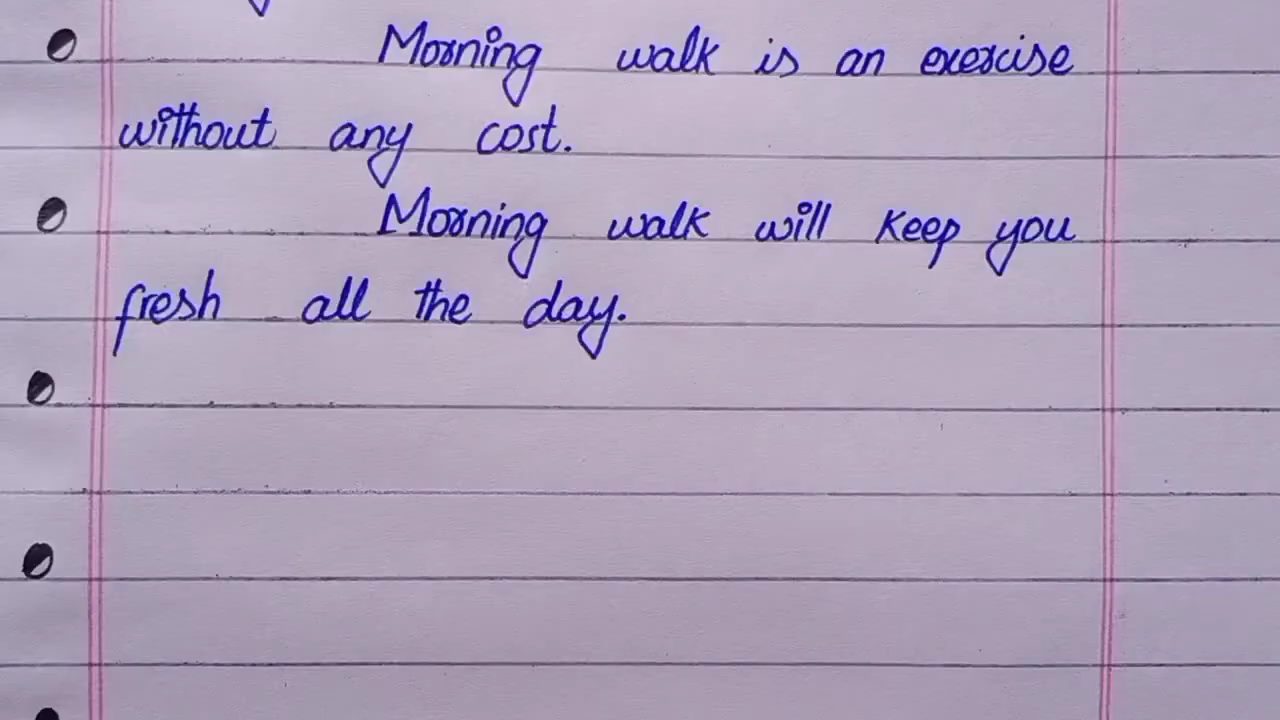 Morning walk is an exercise
without any cost.
Morning walk will keep you
fresh all the day.